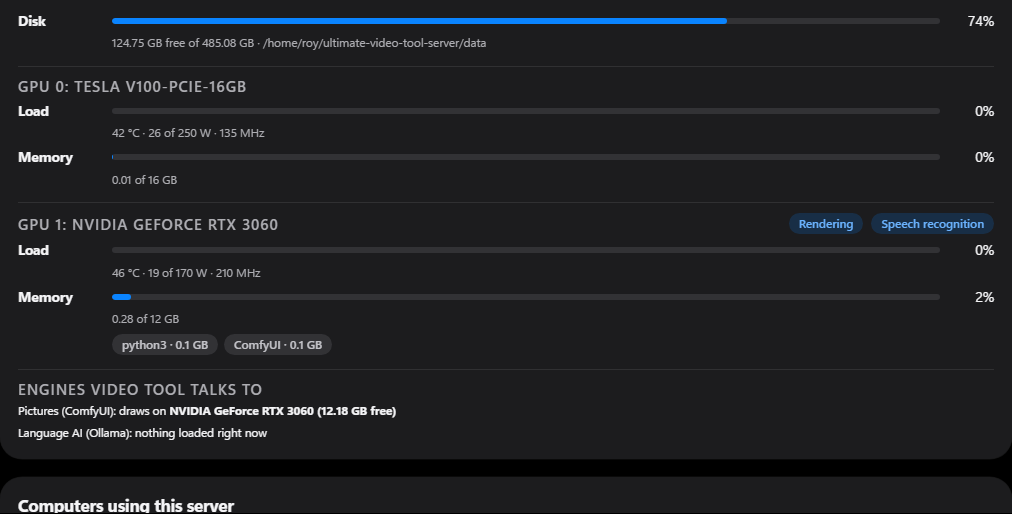 Disk 74%
124.75 GB free of 485.08 GB · /home/roy/ultimate-video-tool-server/data
GPU 0: TESLA V100-PCIE-16GB
Load 0%
42 °C · 26 of 250 W · 135 MHz
Memory 0%
0.01 of 16 GB
GPU 1: NVIDIA GEFORCE RTX 3060 Rendering Speech recognition
Load 0%
46 °C · 19 of 170 W · 210 MHz
Memory 2%
0.28 of 12 GB
python3 · 0.1 GB ComfyUI · 0.1 GB
ENGINES VIDEO TOOL TALKS TO
Pictures (ComfyUI): draws on NVIDIA GeForce RTX 3060 (12.18 GB free)
Language AI (Ollama): nothing loaded right now
Computers using this server